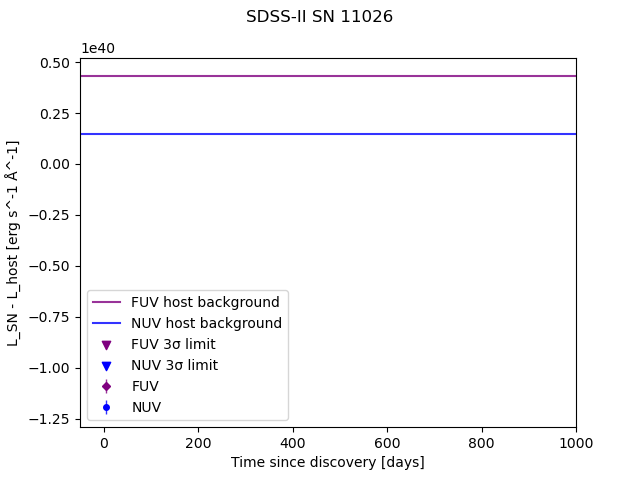 SDSS-II SN 11026
1e40
0.50
0.25
0.00
−0.25
−0.50
−0.75
−1.00
−1.25
L_SN - L_host [erg s^-1 Å^-1]
FUV host background
NUV host background
FUV 3σ limit
NUV 3σ limit
FUV
NUV
0 200 400 600 800 1000
Time since discovery [days]